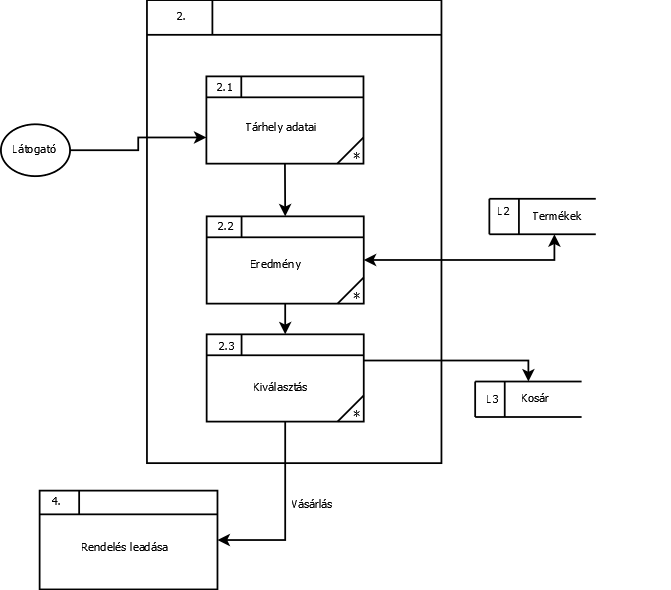 2.
2.1
Tárhely adatai
*
Látogató
2.2
Eredmény
*
L2
Termékek
2.3
Kiválasztás
*
L3
Kosár
Vásárlás
4.
Rendelés leadása